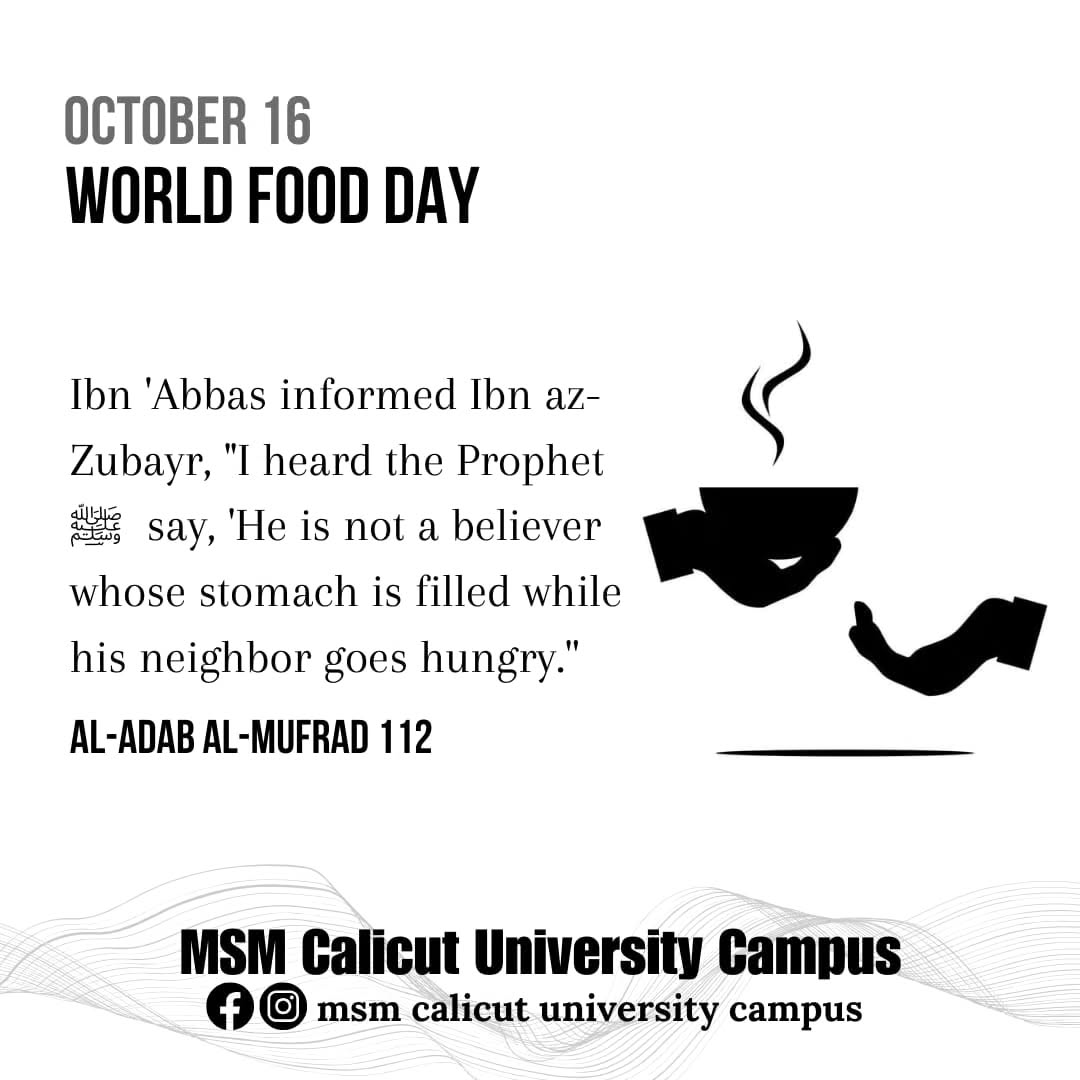 OCTOBER 16
WORLD FOOD DAY
Ibn 'Abbas informed Ibn az-
Zubayr, "I heard the Prophet
ﷺ say, 'He is not a believer
whose stomach is filled while
his neighbor goes hungry."
AL-ADAB AL-MUFRAD 112
MSM Calicut University Campus
msm calicut university campus